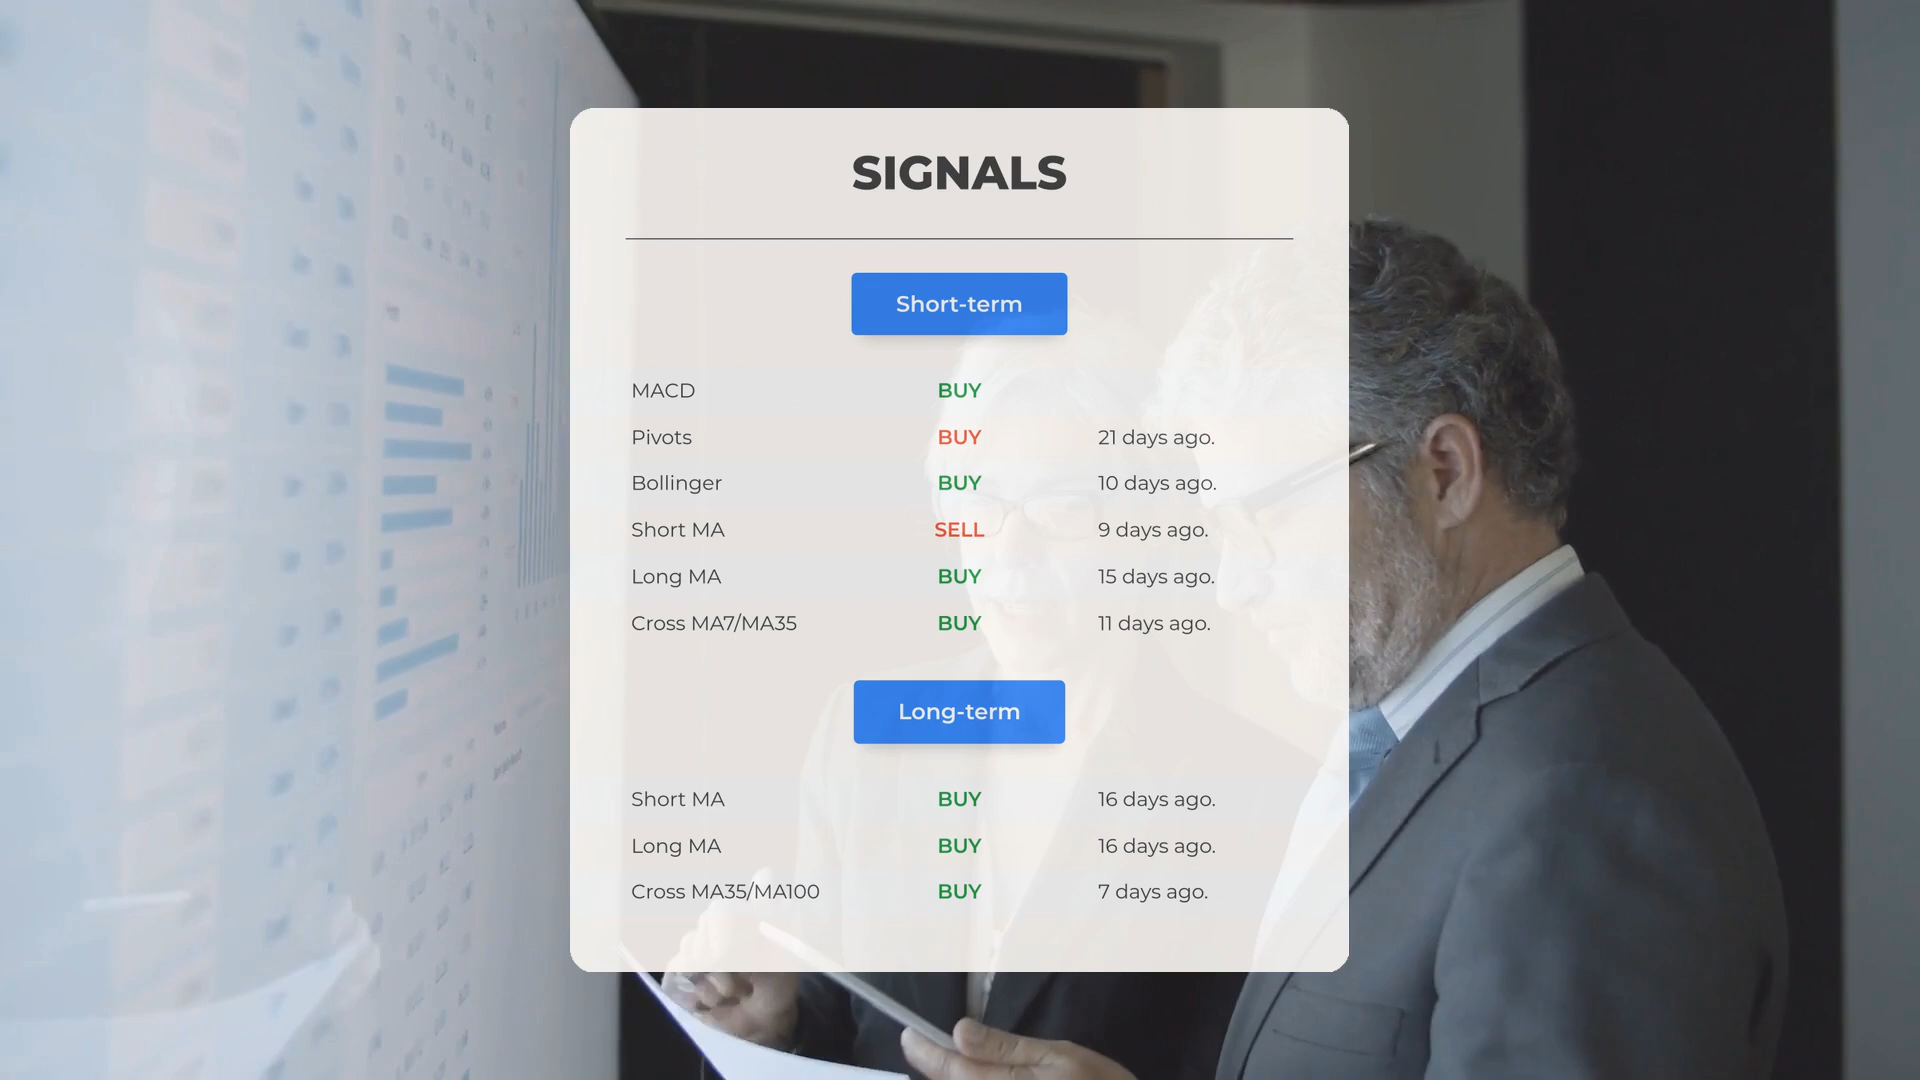 SIGNALS
Short-term
MACD BUY
Pivots BUY 21 days ago.
Bollinger BUY 10 days ago.
Short MA SELL 9 days ago.
Long MA BUY 15 days ago.
Cross MA7/MA35 BUY 11 days ago.
Long-term
Short MA BUY 16 days ago.
Long MA BUY 16 days ago.
Cross MA35/MA100 BUY 7 days ago.